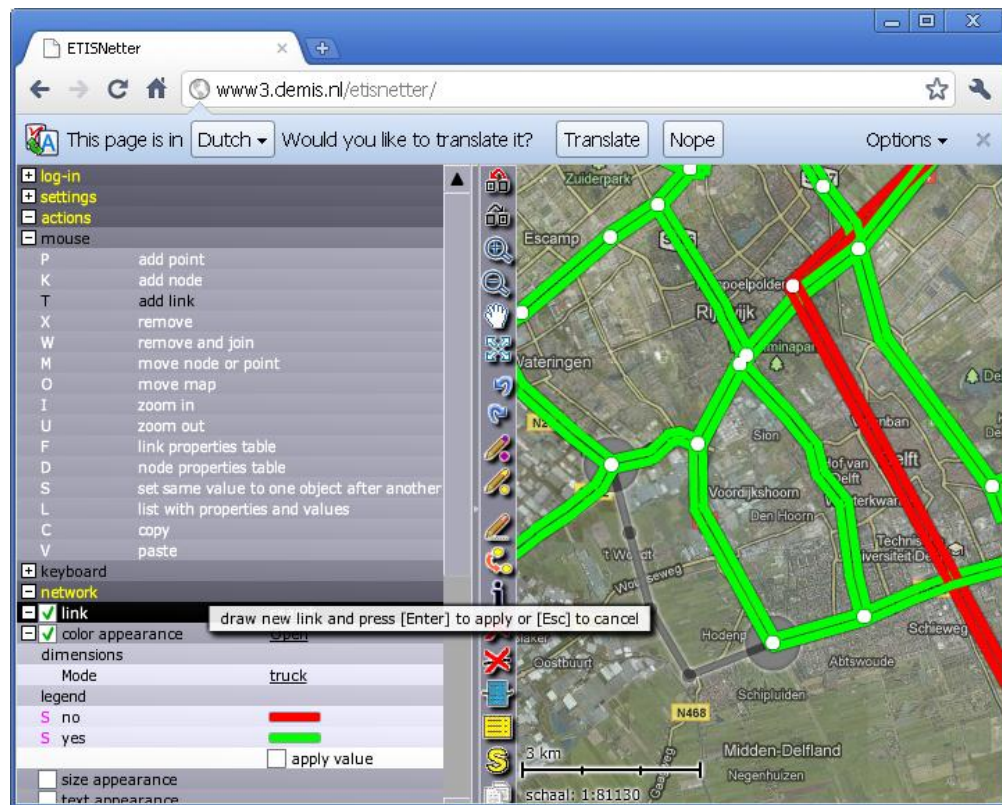 ETISNetter
www3.demis.nl/etisnetter/
This page is in Dutch Would you like to translate it? Translate Nope Options
log-in
settings
actions
mouse
P add point
K add node
T add link
X remove
W remove and join
M move node or point
O move map
I zoom in
U zoom out
F link properties table
D node properties table
S set same value to one object after another
L list with properties and values
C copy
V paste
keyboard
network
link
draw new link and press [Enter] to apply or [Esc] to cancel
color appearance Open
dimensions
Mode truck
legend
S no
S yes
apply value
size appearance
text appearance
Zuiderpark
Escamp
Wateringen
Sion
Voordijkshoorn
Den Hoorn
Hof van
Delft
't Woudt
Woudseweg
Hodenp
Schieweg
Oostbuurt
Abtswoude
Schipluiden
N468
Midden-Delfland
Negenhuizen
3 km
schaal: 1:81130